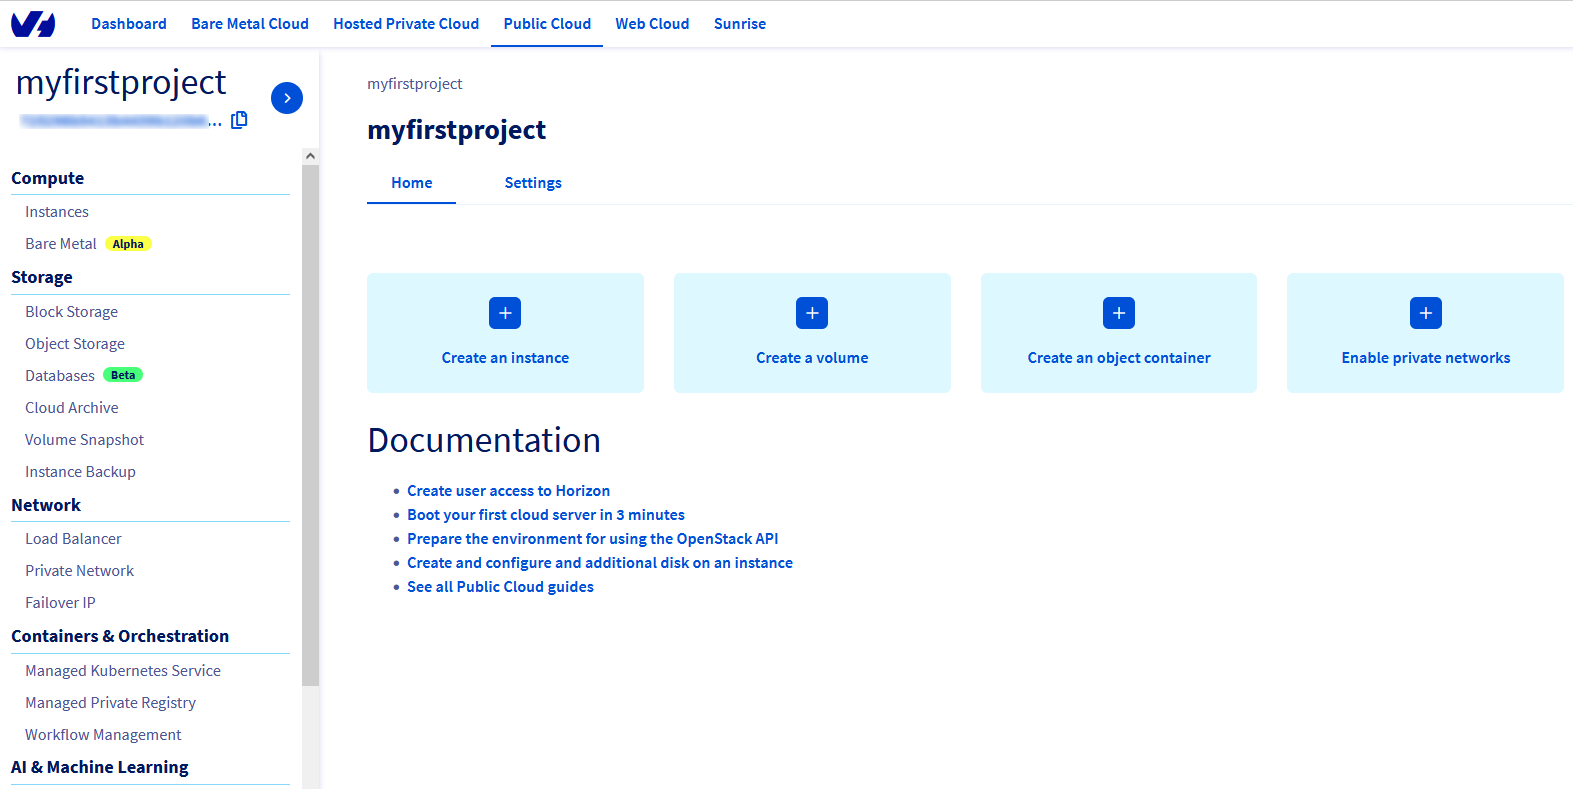 Dashboard Bare Metal Cloud Hosted Private Cloud Public Cloud Web Cloud Sunrise
myfirstproject
...
Compute
Instances
Bare Metal Alpha
Storage
Block Storage
Object Storage
Databases Beta
Cloud Archive
Volume Snapshot
Instance Backup
Network
Load Balancer
Private Network
Failover IP
Containers & Orchestration
Managed Kubernetes Service
Managed Private Registry
Workflow Management
AI & Machine Learning
myfirstproject
myfirstproject
Home Settings
Create an instance
Create a volume
Create an object container
Enable private networks
Documentation
• Create user access to Horizon
• Boot your first cloud server in 3 minutes
• Prepare the environment for using the OpenStack API
• Create and configure and additional disk on an instance
• See all Public Cloud guides